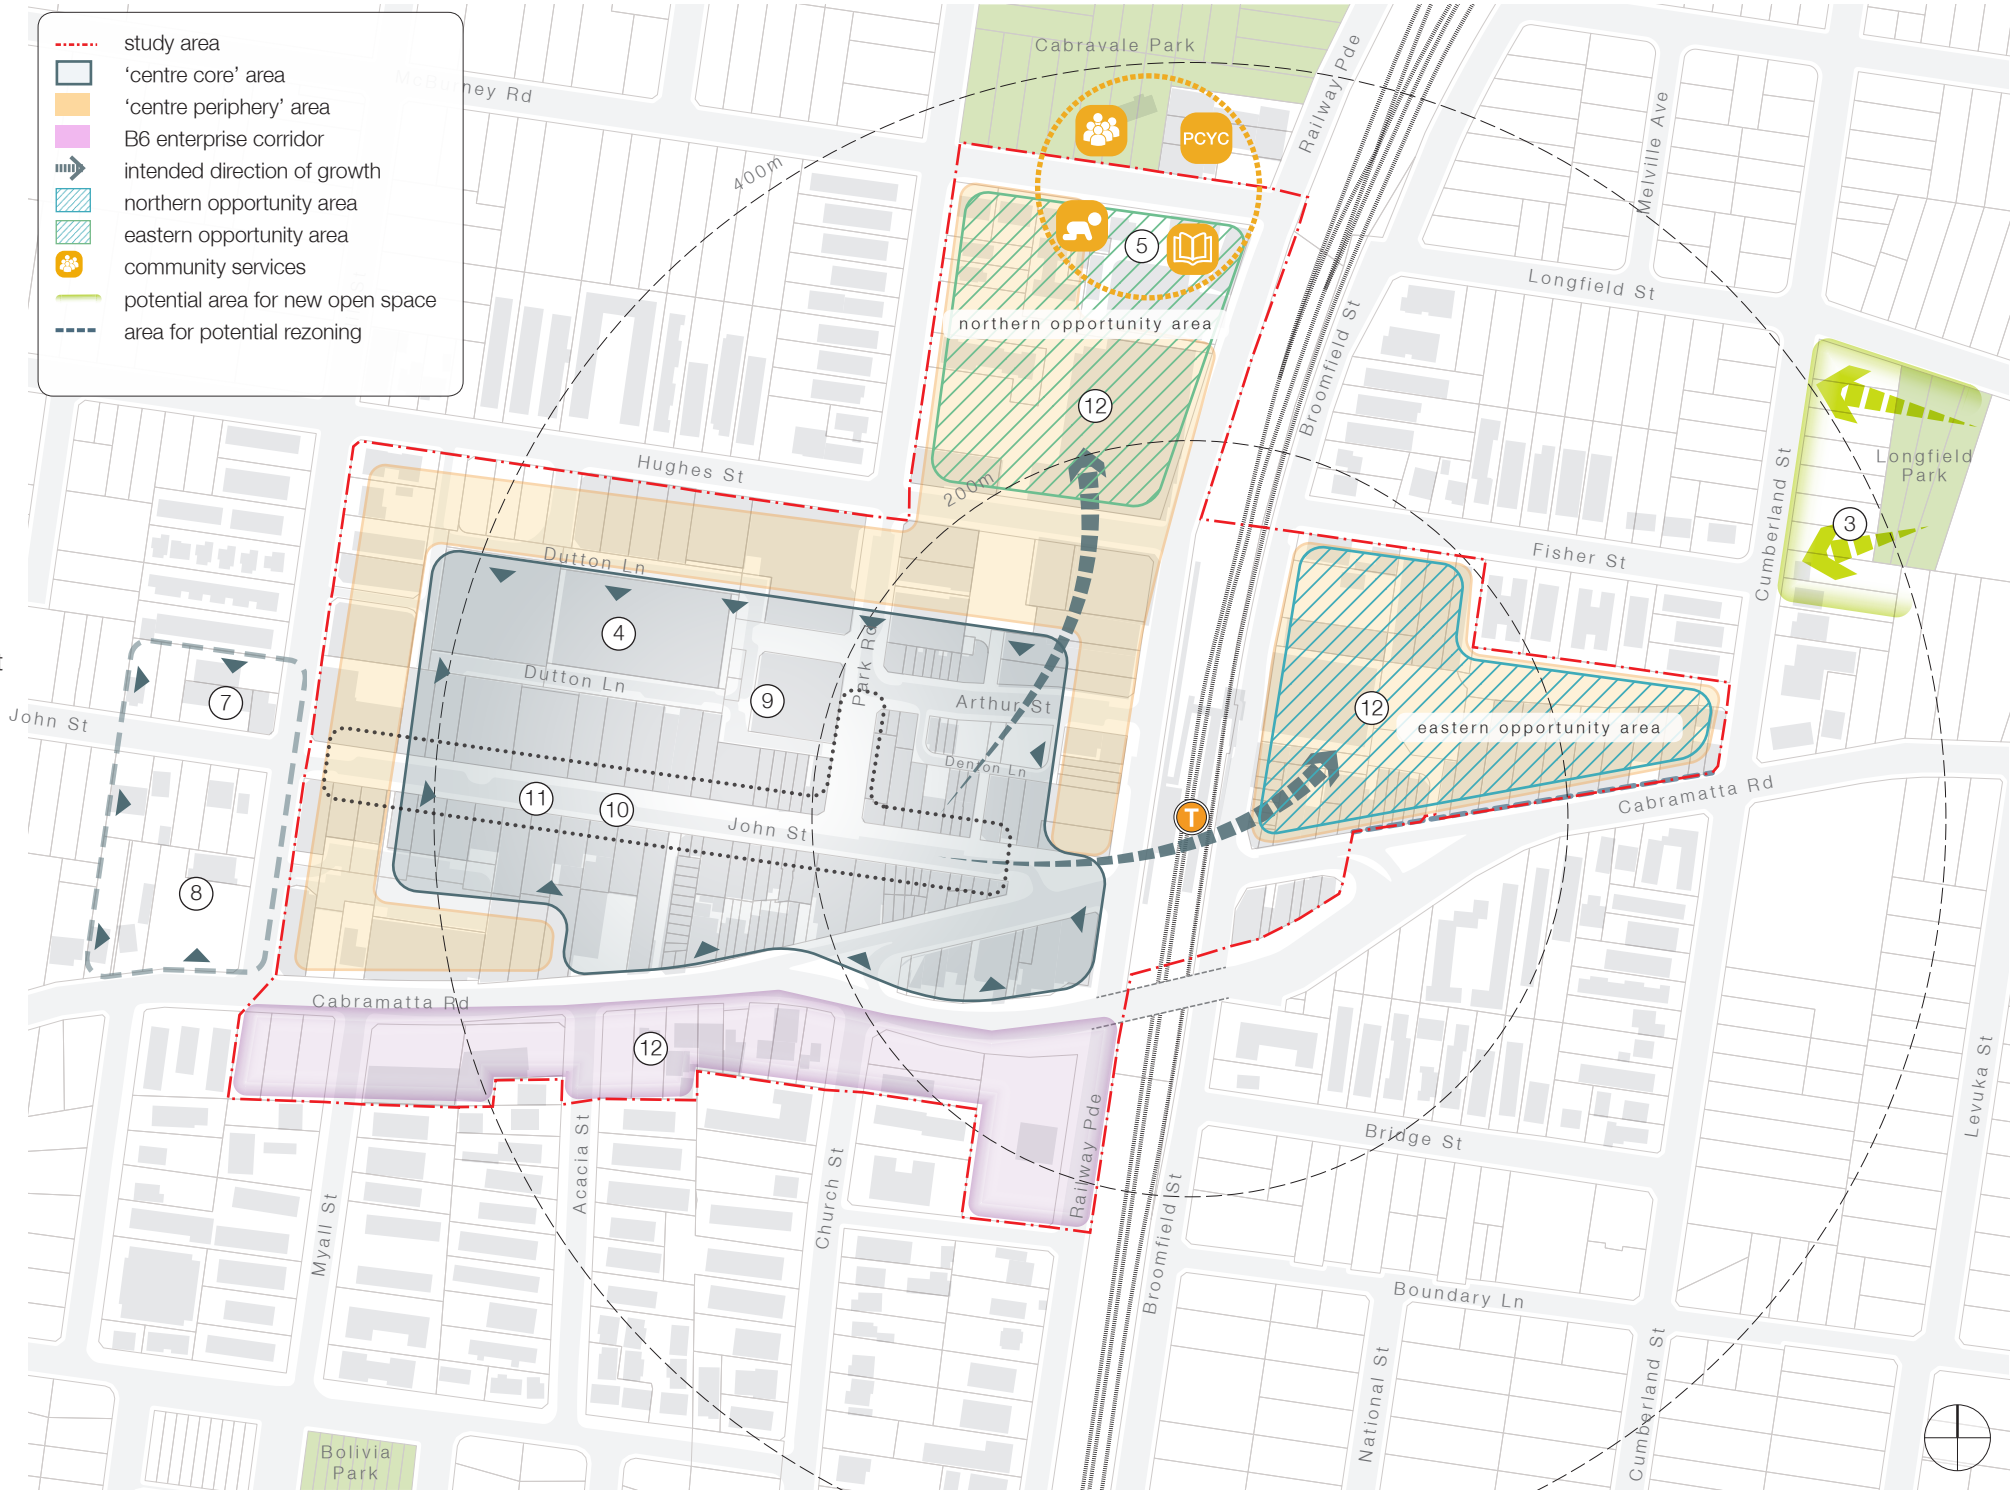 study area
'centre core' area
'centre periphery' area
B6 enterprise corridor
intended direction of growth
northern opportunity area
eastern opportunity area
community services
potential area for new open space
area for potential rezoning
Cabravale Park
Railway Pde
PCYC
400m
Melville Ave
5
Longfield St
northern opportunity area
Broomfield St
12
Hughes St
200m
Longfield
Park
Cumberland St
3
Dutton Ln
Fisher St
4
Park Rd
Dutton Ln
9
Arthur St
7
John St
12
eastern opportunity area
Denton Ln
11
10
John St
T
Cabramatta Rd
8
Cabramatta Rd
12
Levuka St
Railway Pde
Bridge St
Acacia St
Church St
Myall St
Broomfield St
Boundary Ln
National St
Cumberland St
Bolivia
Park